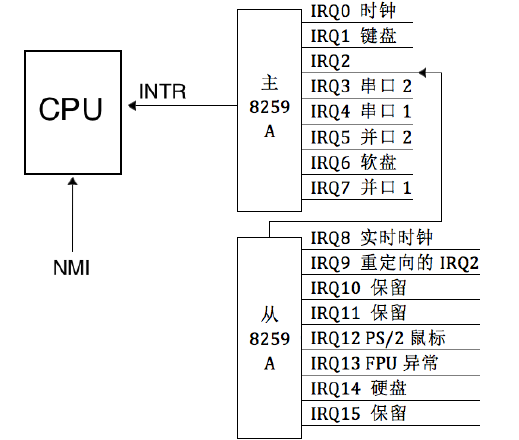 IRQ0 时钟
IRQ1 键盘
IRQ2
IRQ3 串口 2
IRQ4 串口 1
IRQ5 并口 2
IRQ6 软盘
IRQ7 并口 1
主
8259
A
INTR
CPU
NMI
IRQ8 实时时钟
IRQ9 重定向的 IRQ2
IRQ10 保留
IRQ11 保留
IRQ12 PS/2 鼠标
IRQ13 FPU 异常
IRQ14 硬盘
IRQ15 保留
从
8259
A